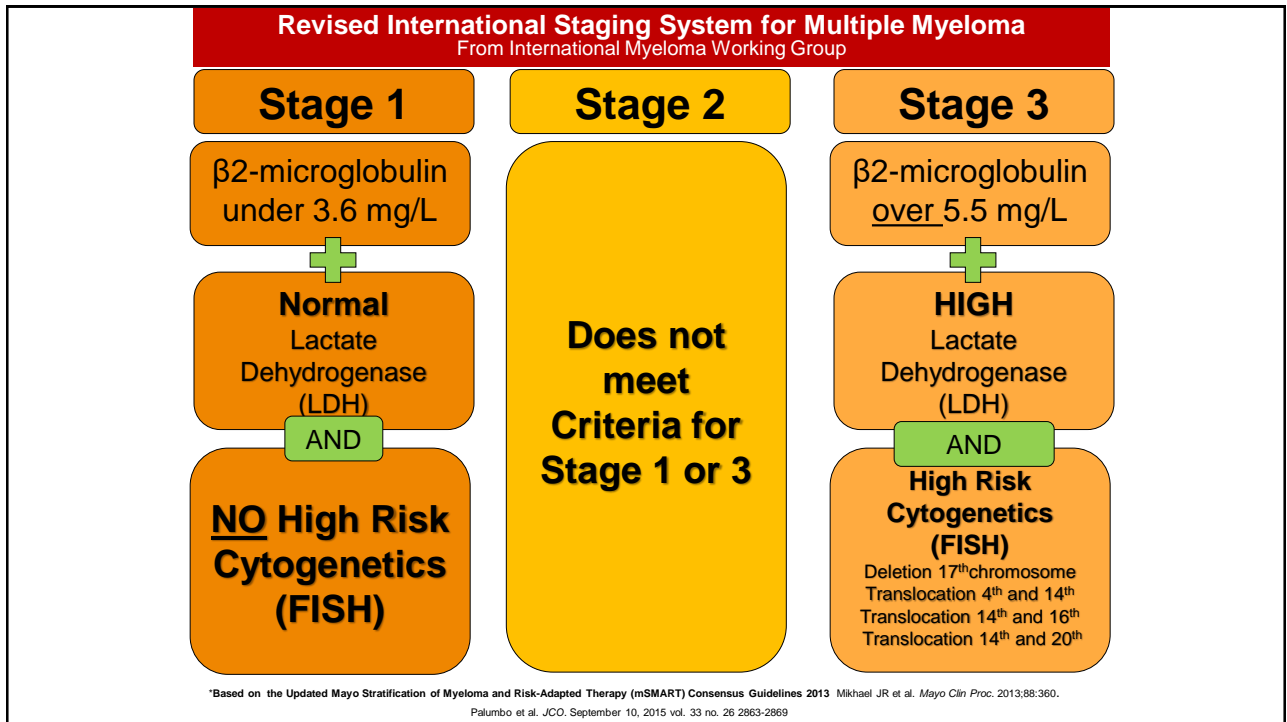 Revised International Staging System for Multiple Myeloma
From International Myeloma Working Group
Stage 1
β2-microglobulin
under 3.6 mg/L
Normal
Lactate
Dehydrogenase
(LDH)
AND
NO High Risk
Cytogenetics
(FISH)
Stage 2
Does not
meet
Criteria for
Stage 1 or 3
Stage 3
β2-microglobulin
over 5.5 mg/L
HIGH
Lactate
Dehydrogenase
(LDH)
AND
High Risk
Cytogenetics
(FISH)
Deletion 17thchromosome
Translocation 4th and 14th
Translocation 14th and 16th
Translocation 14th and 20th
*Based on the Updated Mayo Stratification of Myeloma and Risk-Adapted Therapy (mSMART) Consensus Guidelines 2013 Mikhael JR et al. Mayo Clin Proc. 2013;88:360.
Palumbo et al. JCO. September 10, 2015 vol. 33 no. 26 2863-2869